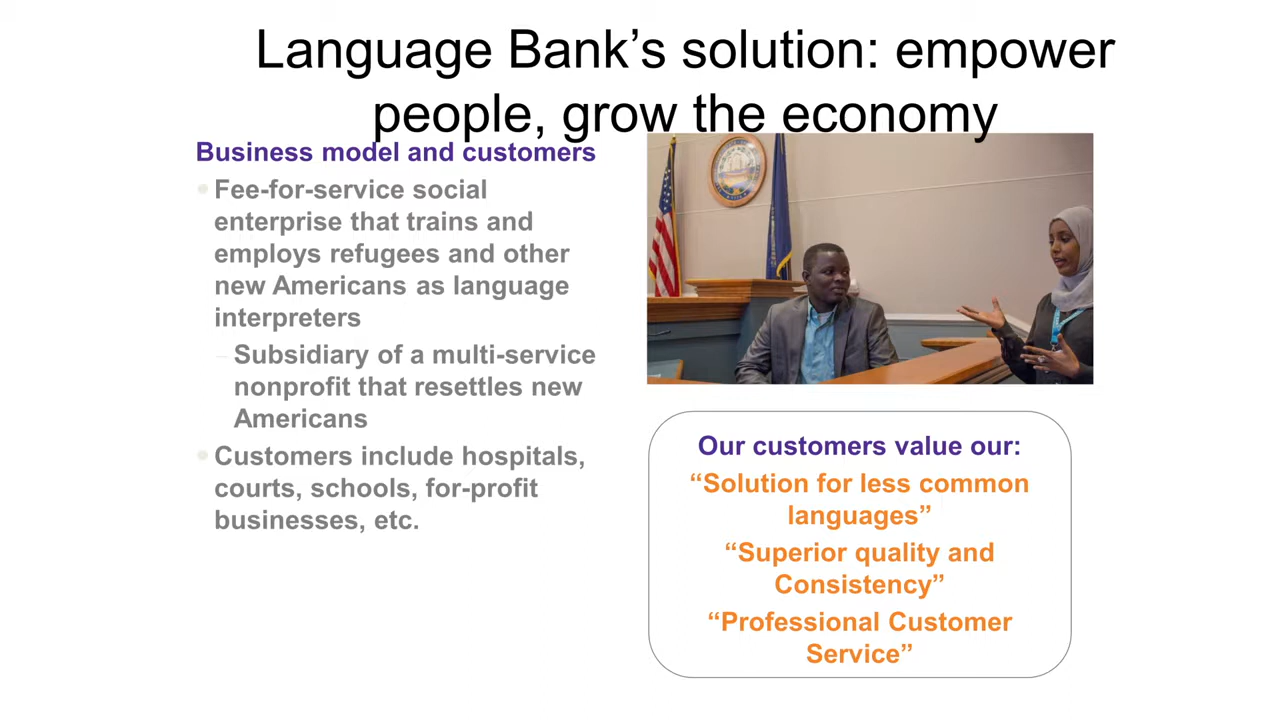 Language Bank’s solution: empower
people, grow the economy
Business model and customers
Fee-for-service social
enterprise that trains and
employs refugees and other
new Americans as language
interpreters
Subsidiary of a multi-service
nonprofit that resettles new
Americans
Customers include hospitals,
courts, schools, for-profit
businesses, etc.
Our customers value our:
“Solution for less common
languages”
“Superior quality and
Consistency”
“Professional Customer
Service”